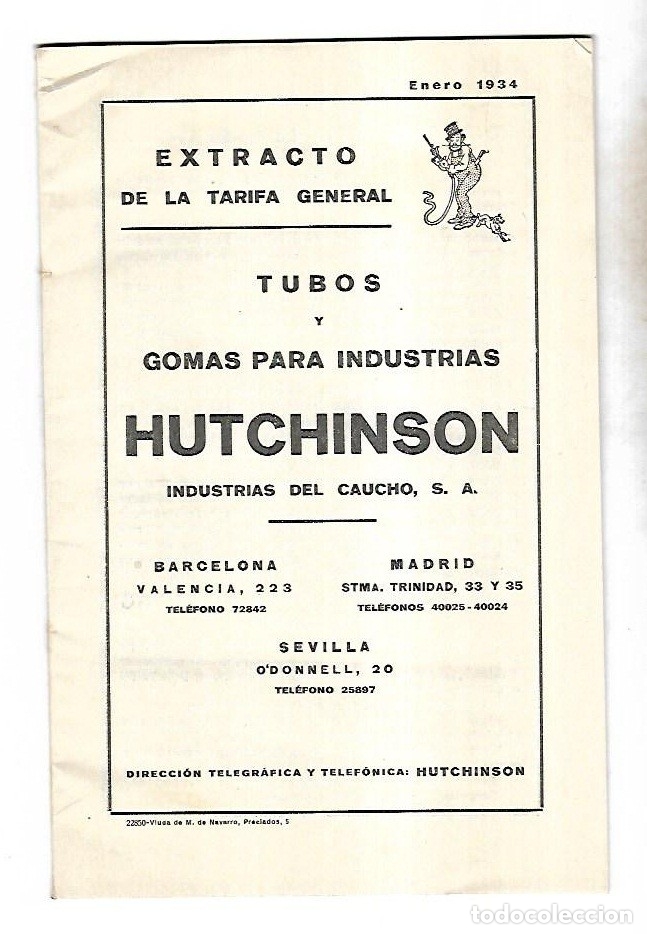 Enero 1934
EXTRACTO
DE LA TARIFA GENERAL
TUBOS
Y
GOMAS PARA INDUSTRIAS
HUTCHINSON
INDUSTRIAS DEL CAUCHO, S. A.
BARCELONA
VALENCIA, 223
TELÉFONO 72842
MADRID
STMA. TRINIDAD, 33 Y 35
TELÉFONOS 40025-40024
SEVILLA
O'DONNELL, 20
TELÉFONO 25897
DIRECCIÓN TELEGRÁFICA Y TELEFÓNICA: HUTCHINSON
22850-Viuda de M. de Navarro, Preciados, 5
todocoleccion